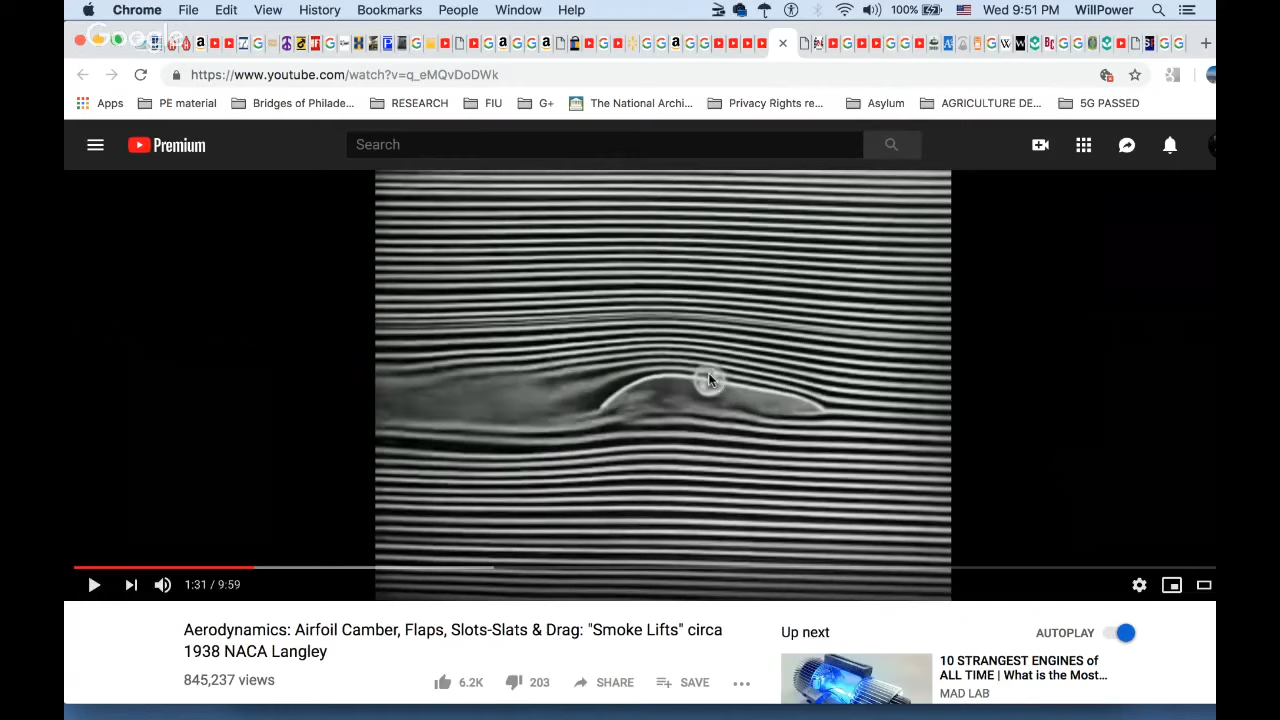 Chrome File Edit View History Bookmarks People Window Help 100% Wed 9:51 PM WillPower
Google
https://www.youtube.com/watch?v=q_eMQvDoDWk
Apps PE material Bridges of Philade... RESEARCH FIU G+ The National Archi... Privacy Rights re... Asylum AGRICULTURE DE... 5G PASSED
Premium Search
1:31 / 9:59
Aerodynamics: Airfoil Camber, Flaps, Slots-Slats & Drag: "Smoke Lifts" circa
1938 NACA Langley
845,237 views
6.2K 203 SHARE SAVE
Up next AUTOPLAY
10 STRANGEST ENGINES of
ALL TIME | What is the Most...
MAD LAB